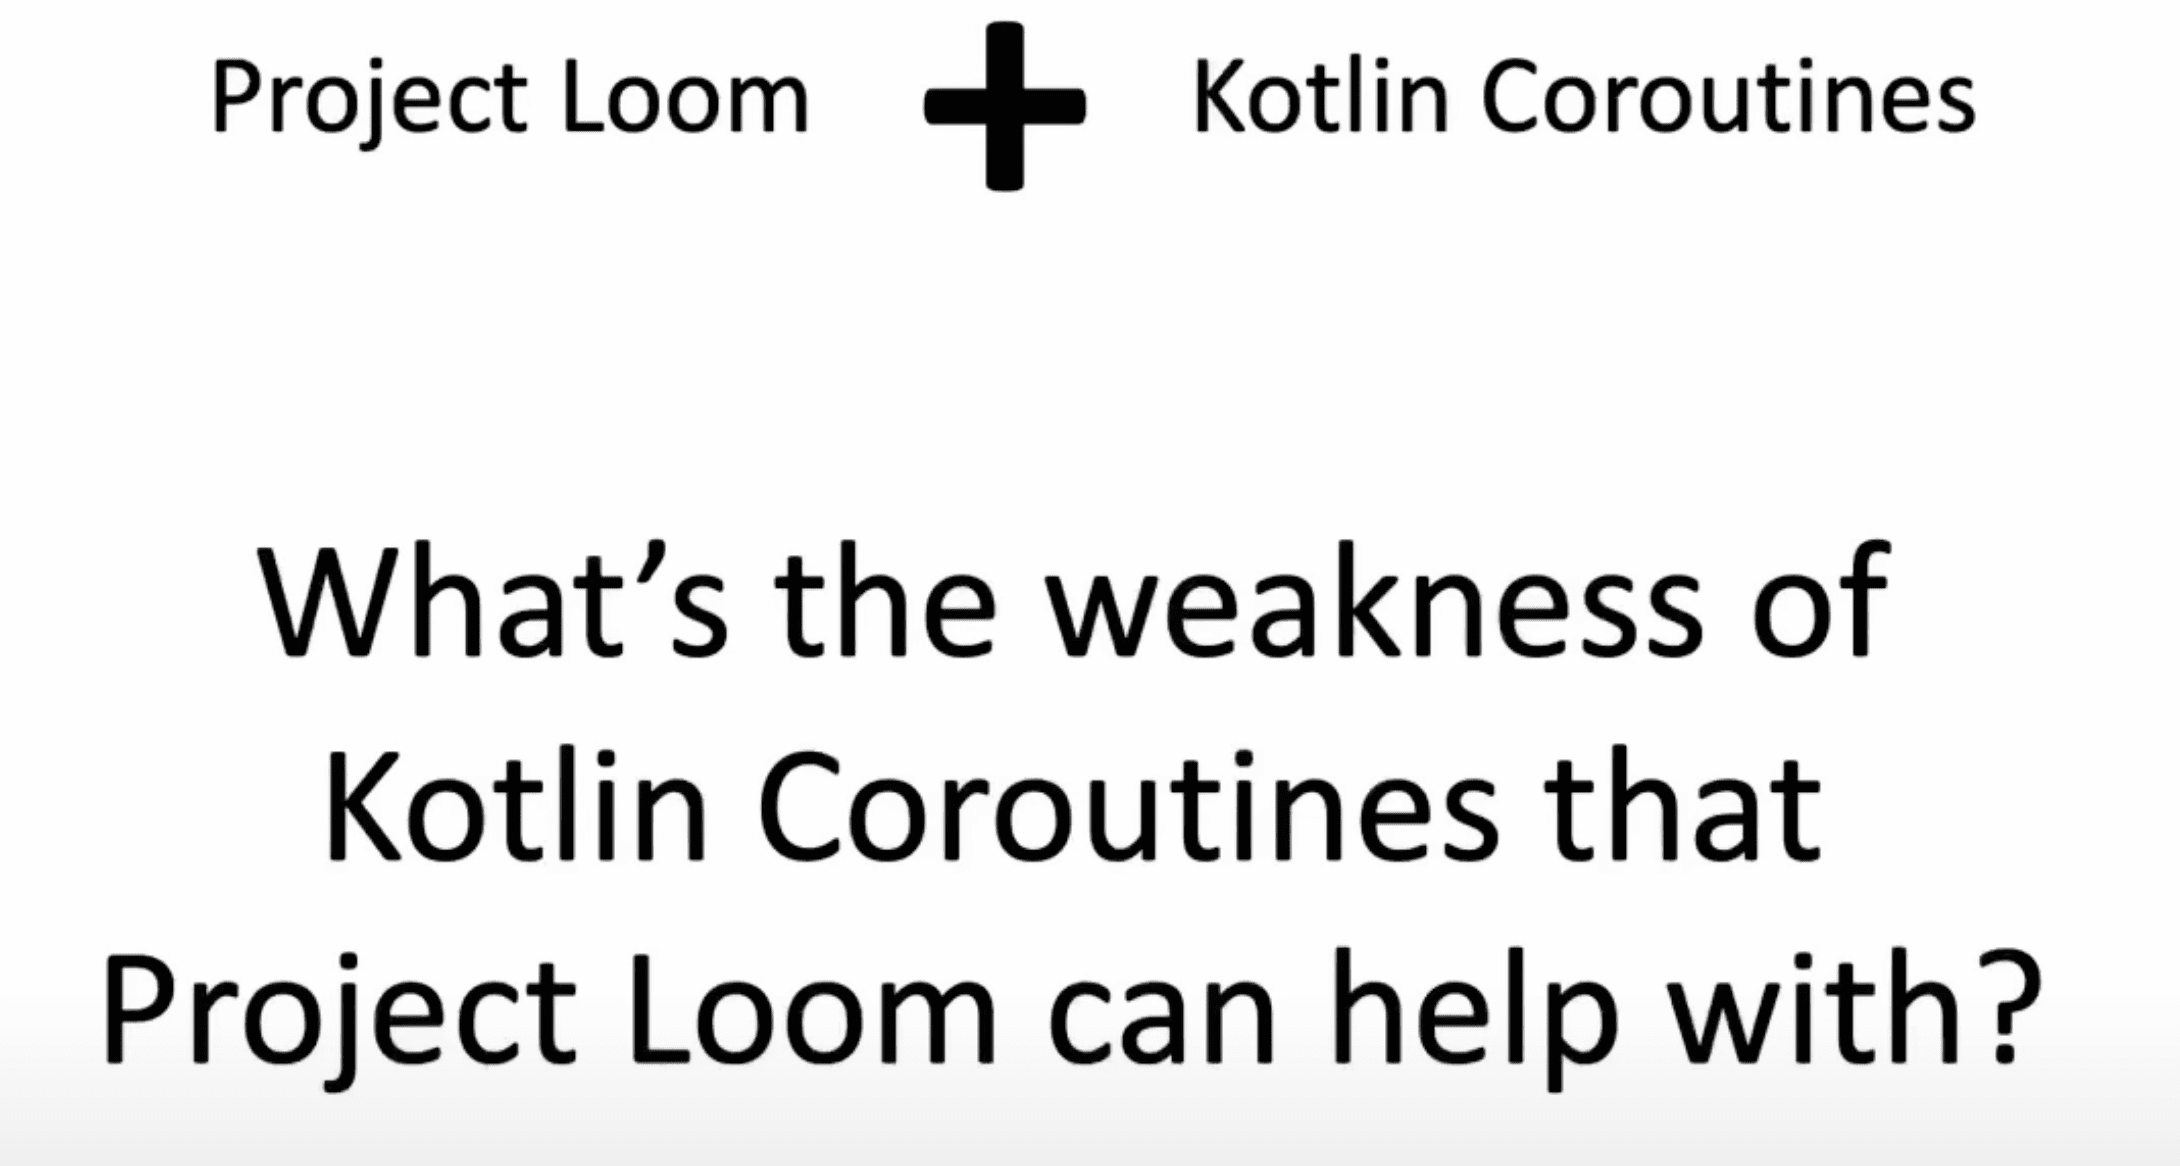 Project Loom + Kotlin Coroutines
What’s the weakness of
Kotlin Coroutines that
Project Loom can help with?